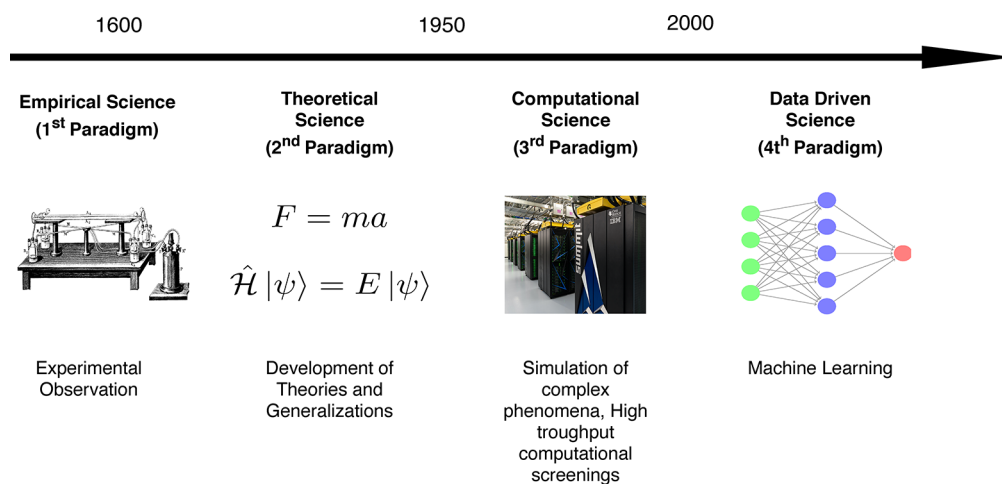 1600
1950
2000
Empirical Science
(1st Paradigm)
Theoretical
Science
(2nd Paradigm)
Computational
Science
(3rd Paradigm)
Data Driven
Science
(4th Paradigm)
F = ma
Ĥ |ψ⟩ = E |ψ⟩
summit
IBM
Experimental
Observation
Development of
Theories and
Generalizations
Simulation of
complex
phenomena, High
troughput
computational
screenings
Machine Learning